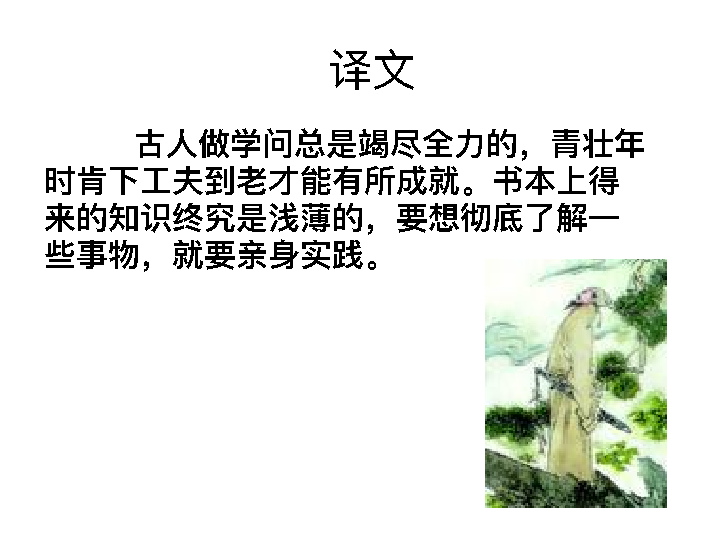 译文
古人做学问总是竭尽全力的，青壮年
时肯下工夫到老才能有所成就。书本上得
来的知识终究是浅薄的，要想彻底了解一
些事物，就要亲身实践。